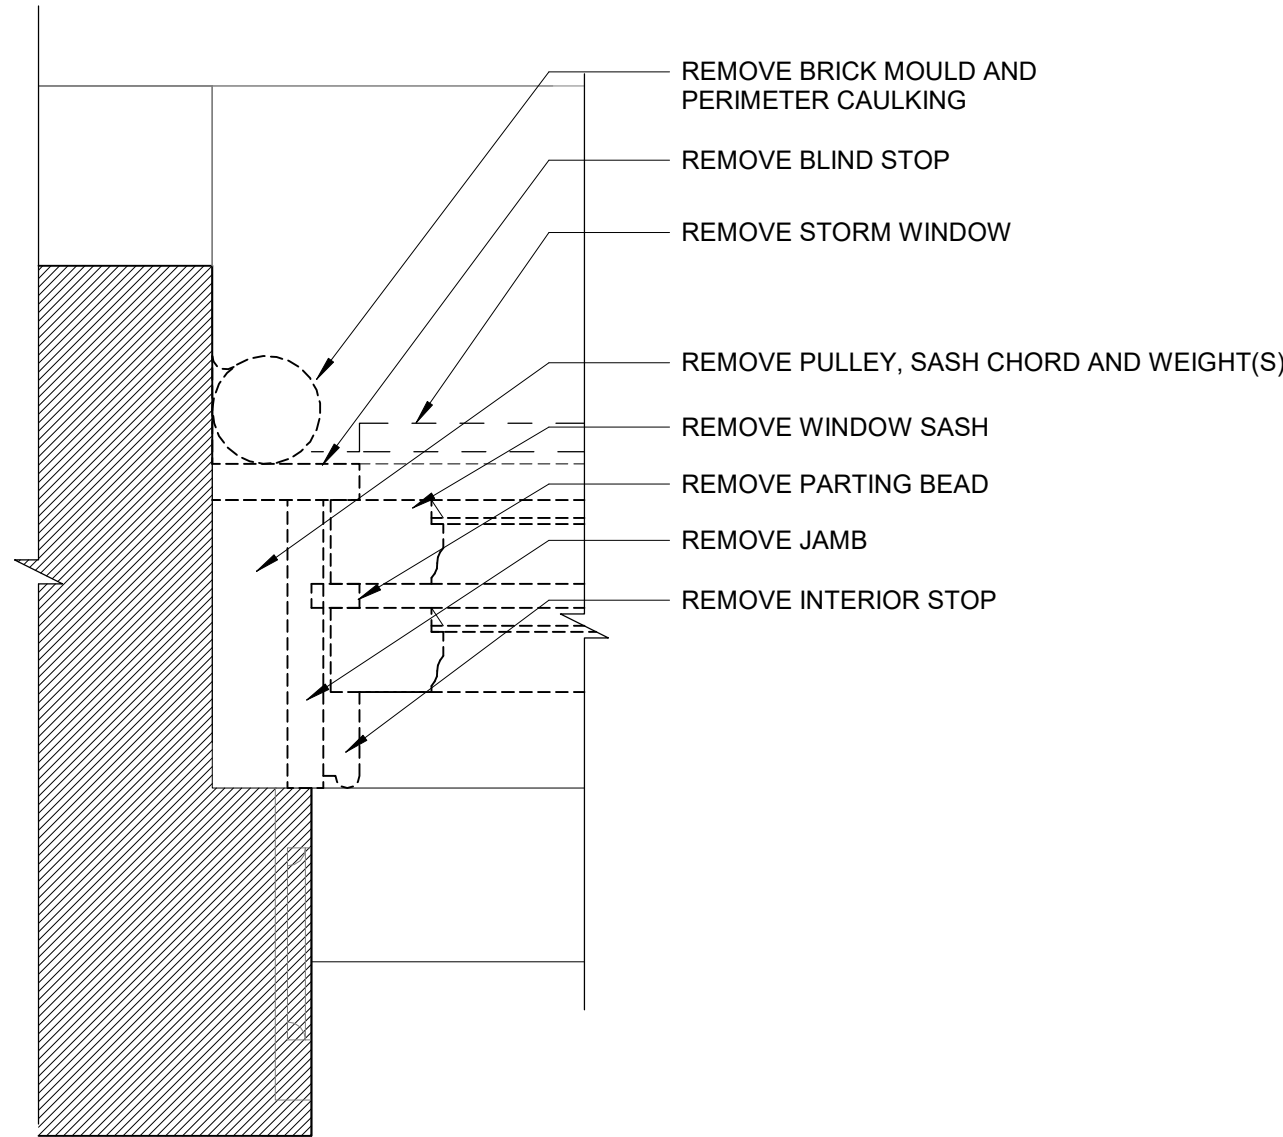 REMOVE BRICK MOULD AND
PERIMETER CAULKING
REMOVE BLIND STOP
REMOVE STORM WINDOW
REMOVE PULLEY, SASH CHORD AND WEIGHT(S)
REMOVE WINDOW SASH
REMOVE PARTING BEAD
REMOVE JAMB
REMOVE INTERIOR STOP